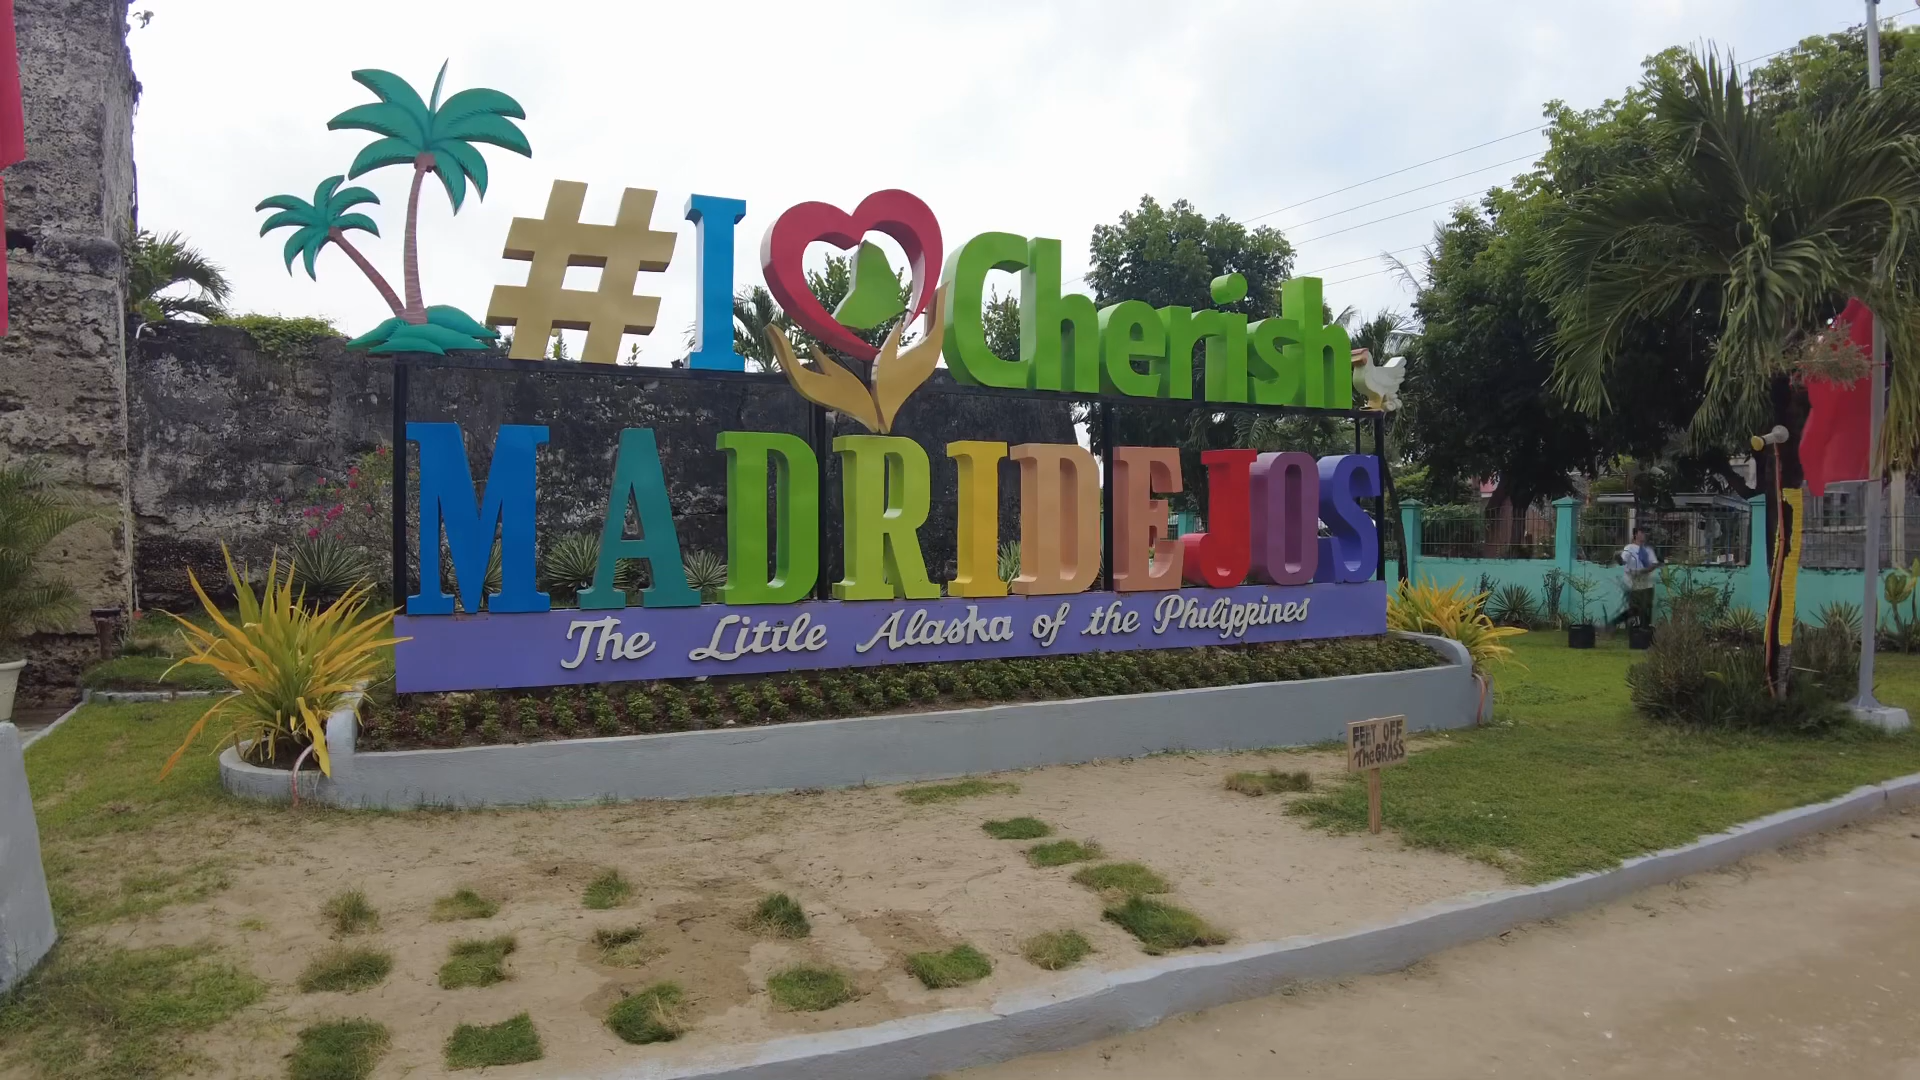 #I Cherish
MADRIDEJOS
The Little Alaska of the Philippines
FEET OFF
The GRASS